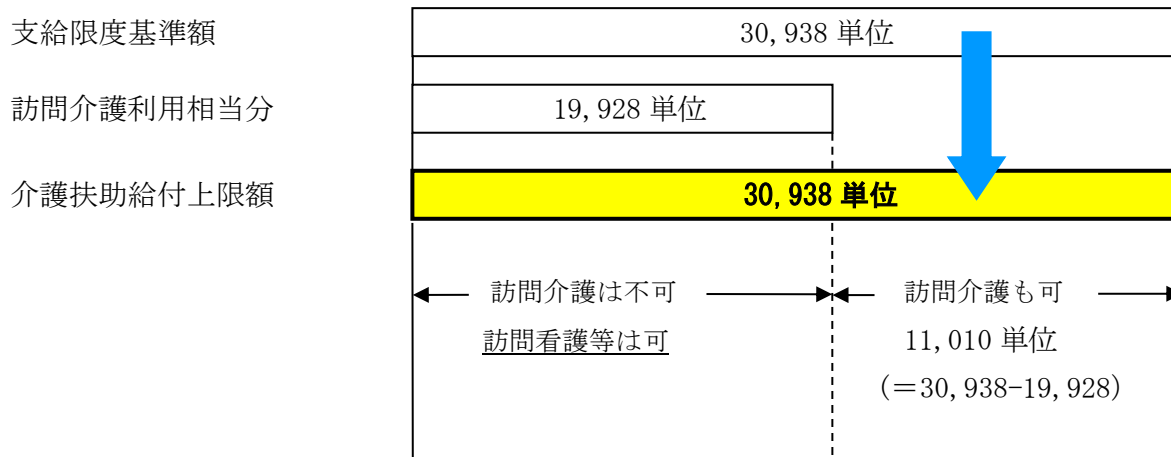 支給限度基準額
30,938 単位
訪問介護利用相当分
19,928 単位
介護扶助給付上限額
30,938 単位
訪問介護は不可
訪問介護も可
訪問看護等は可
11,010 単位
(＝30,938-19,928)